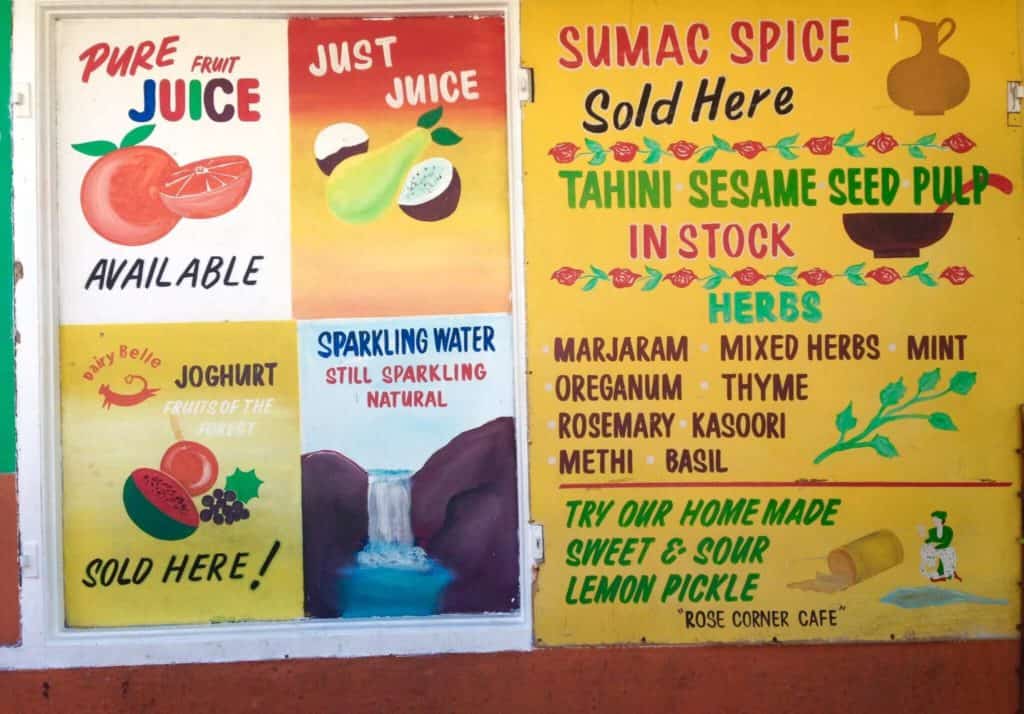 PURE FRUIT
JUICE
AVAILABLE
JUST
JUICE
Dairy Belle
JOGHURT
FRUITS OF THE
FOREST
SOLD HERE!
SPARKLING WATER
STILL SPARKLING
NATURAL
SUMAC SPICE
Sold Here
TAHINI · SESAME SEED PULP
IN STOCK
HERBS
· MARJARAM · MIXED HERBS · MINT
· OREGANUM · THYME
· ROSEMARY · KASOORI
· METHI · BASIL
TRY OUR HOME MADE
SWEET & SOUR
LEMON PICKLE
"ROSE CORNER CAFE"